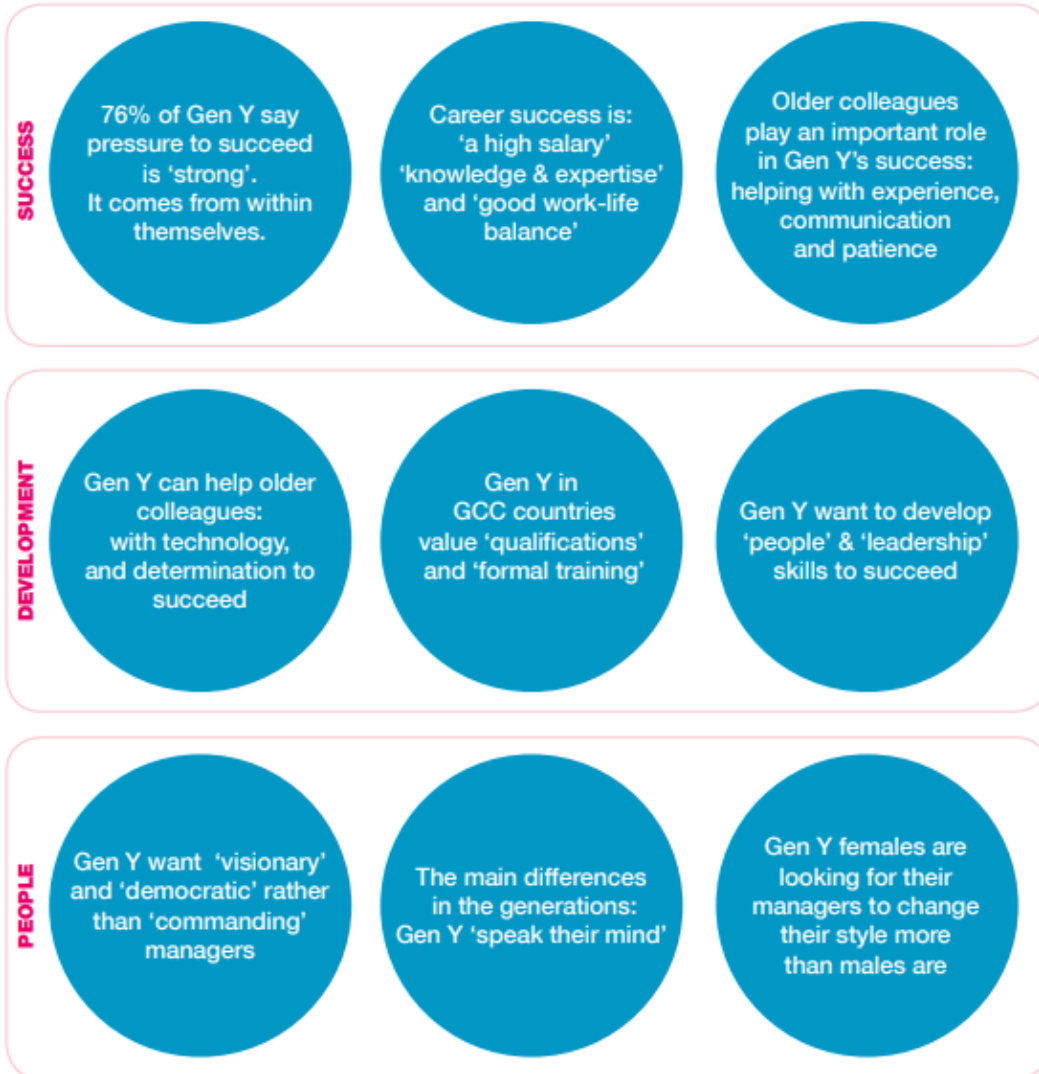 SUCCESS
76% of Gen Y say
pressure to succeed
is ‘strong’.
It comes from within
themselves.
Career success is:
‘a high salary’
‘knowledge & expertise’
and ‘good work-life
balance’
Older colleagues
play an important role
in Gen Y’s success:
helping with experience,
communication
and patience
DEVELOPMENT
Gen Y can help older
colleagues:
with technology,
and determination to
succeed
Gen Y in
GCC countries
value ‘qualifications’
and ‘formal training’
Gen Y want to develop
‘people’ & ‘leadership’
skills to succeed
PEOPLE
Gen Y want ‘visionary’
and ‘democratic’ rather
than ‘commanding’
managers
The main differences
in the generations:
Gen Y ‘speak their mind’
Gen Y females are
looking for their
managers to change
their style more
than males are